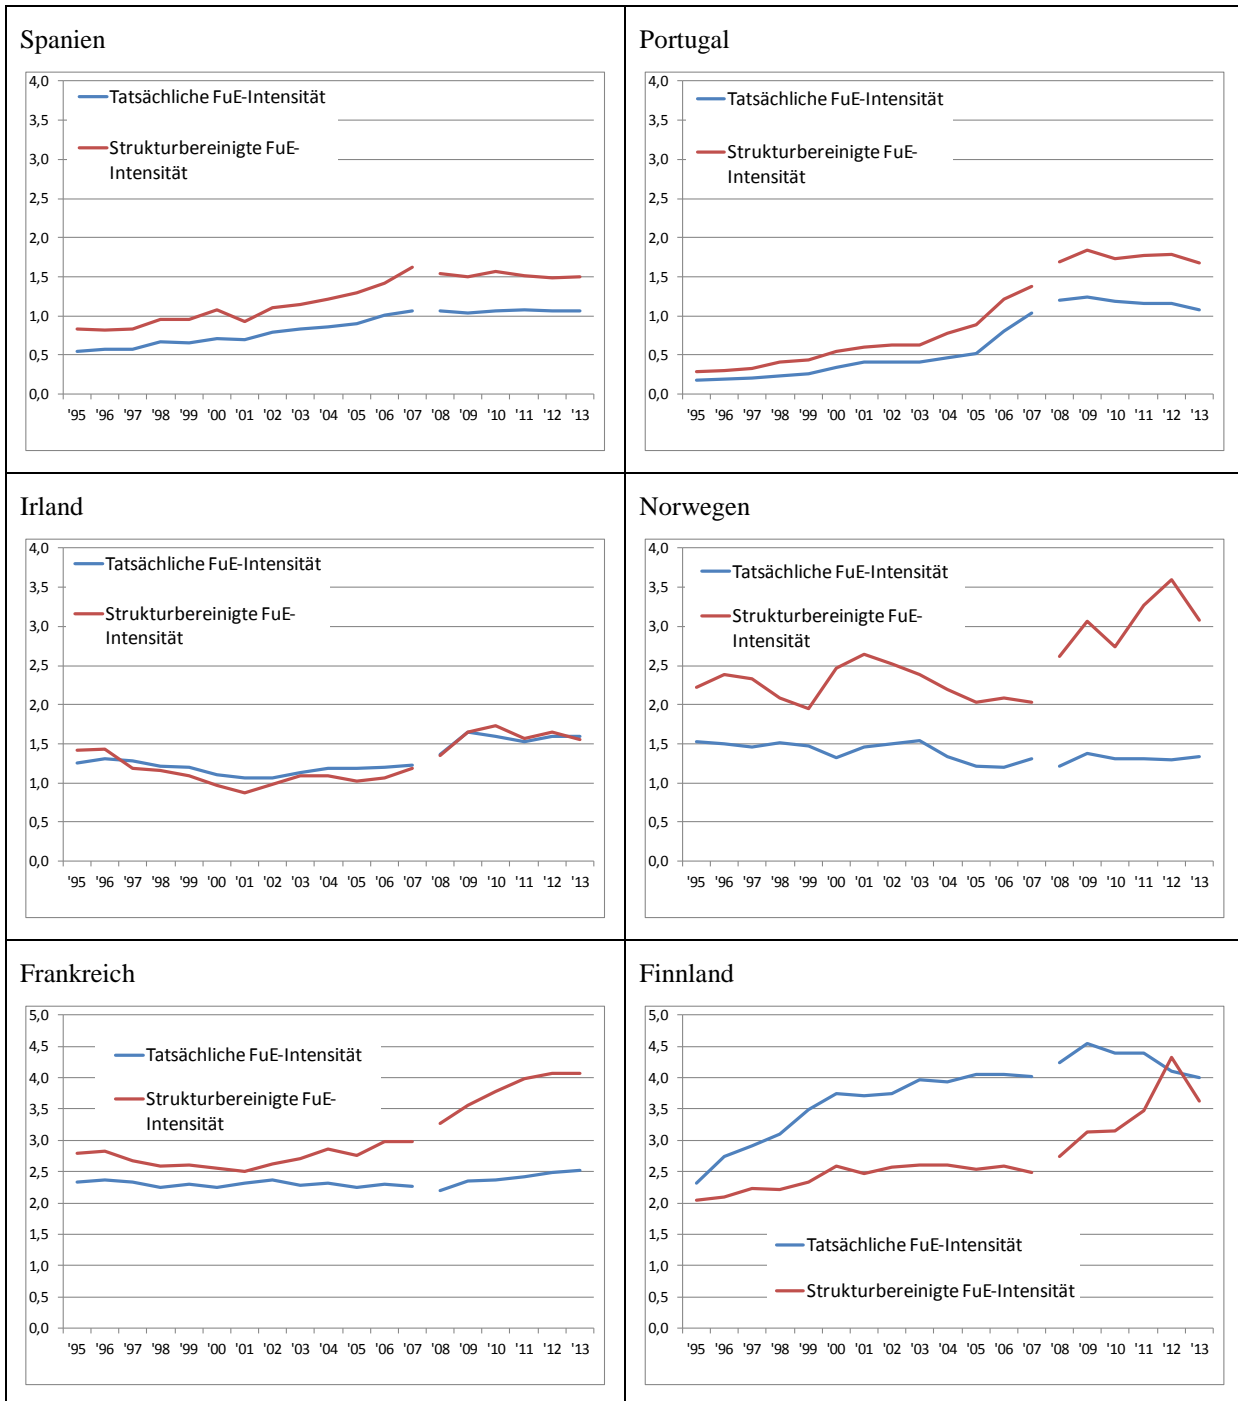 Spanien
4,0
3,5
3,0
2,5
2,0
1,5
1,0
0,5
0,0
Tatsächliche FuE-Intensität
Strukturbereinigte FuE-
Intensität
'95 '96 '97 '98 '99 '00 '01 '02 '03 '04 '05 '06 '07 '08 '09 '10 '11 '12 '13
Portugal
4,0
3,5
3,0
2,5
2,0
1,5
1,0
0,5
0,0
Tatsächliche FuE-Intensität
Strukturbereinigte FuE-
Intensität
'95 '96 '97 '98 '99 '00 '01 '02 '03 '04 '05 '06 '07 '08 '09 '10 '11 '12 '13
Irland
4,0
3,5
3,0
2,5
2,0
1,5
1,0
0,5
0,0
Tatsächliche FuE-Intensität
Strukturbereinigte FuE-
Intensität
'95 '96 '97 '98 '99 '00 '01 '02 '03 '04 '05 '06 '07 '08 '09 '10 '11 '12 '13
Norwegen
4,0
3,5
3,0
2,5
2,0
1,5
1,0
0,5
0,0
Tatsächliche FuE-Intensität
Strukturbereinigte FuE-
Intensität
'95 '96 '97 '98 '99 '00 '01 '02 '03 '04 '05 '06 '07 '08 '09 '10 '11 '12 '13
Frankreich
5,0
4,5
4,0
3,5
3,0
2,5
2,0
1,5
1,0
0,5
0,0
Tatsächliche FuE-Intensität
Strukturbereinigte FuE-
Intensität
'95 '96 '97 '98 '99 '00 '01 '02 '03 '04 '05 '06 '07 '08 '09 '10 '11 '12 '13
Finnland
5,0
4,5
4,0
3,5
3,0
2,5
2,0
1,5
1,0
0,5
0,0
Tatsächliche FuE-Intensität
Strukturbereinigte FuE-Intensität
'95 '96 '97 '98 '99 '00 '01 '02 '03 '04 '05 '06 '07 '08 '09 '10 '11 '12 '13